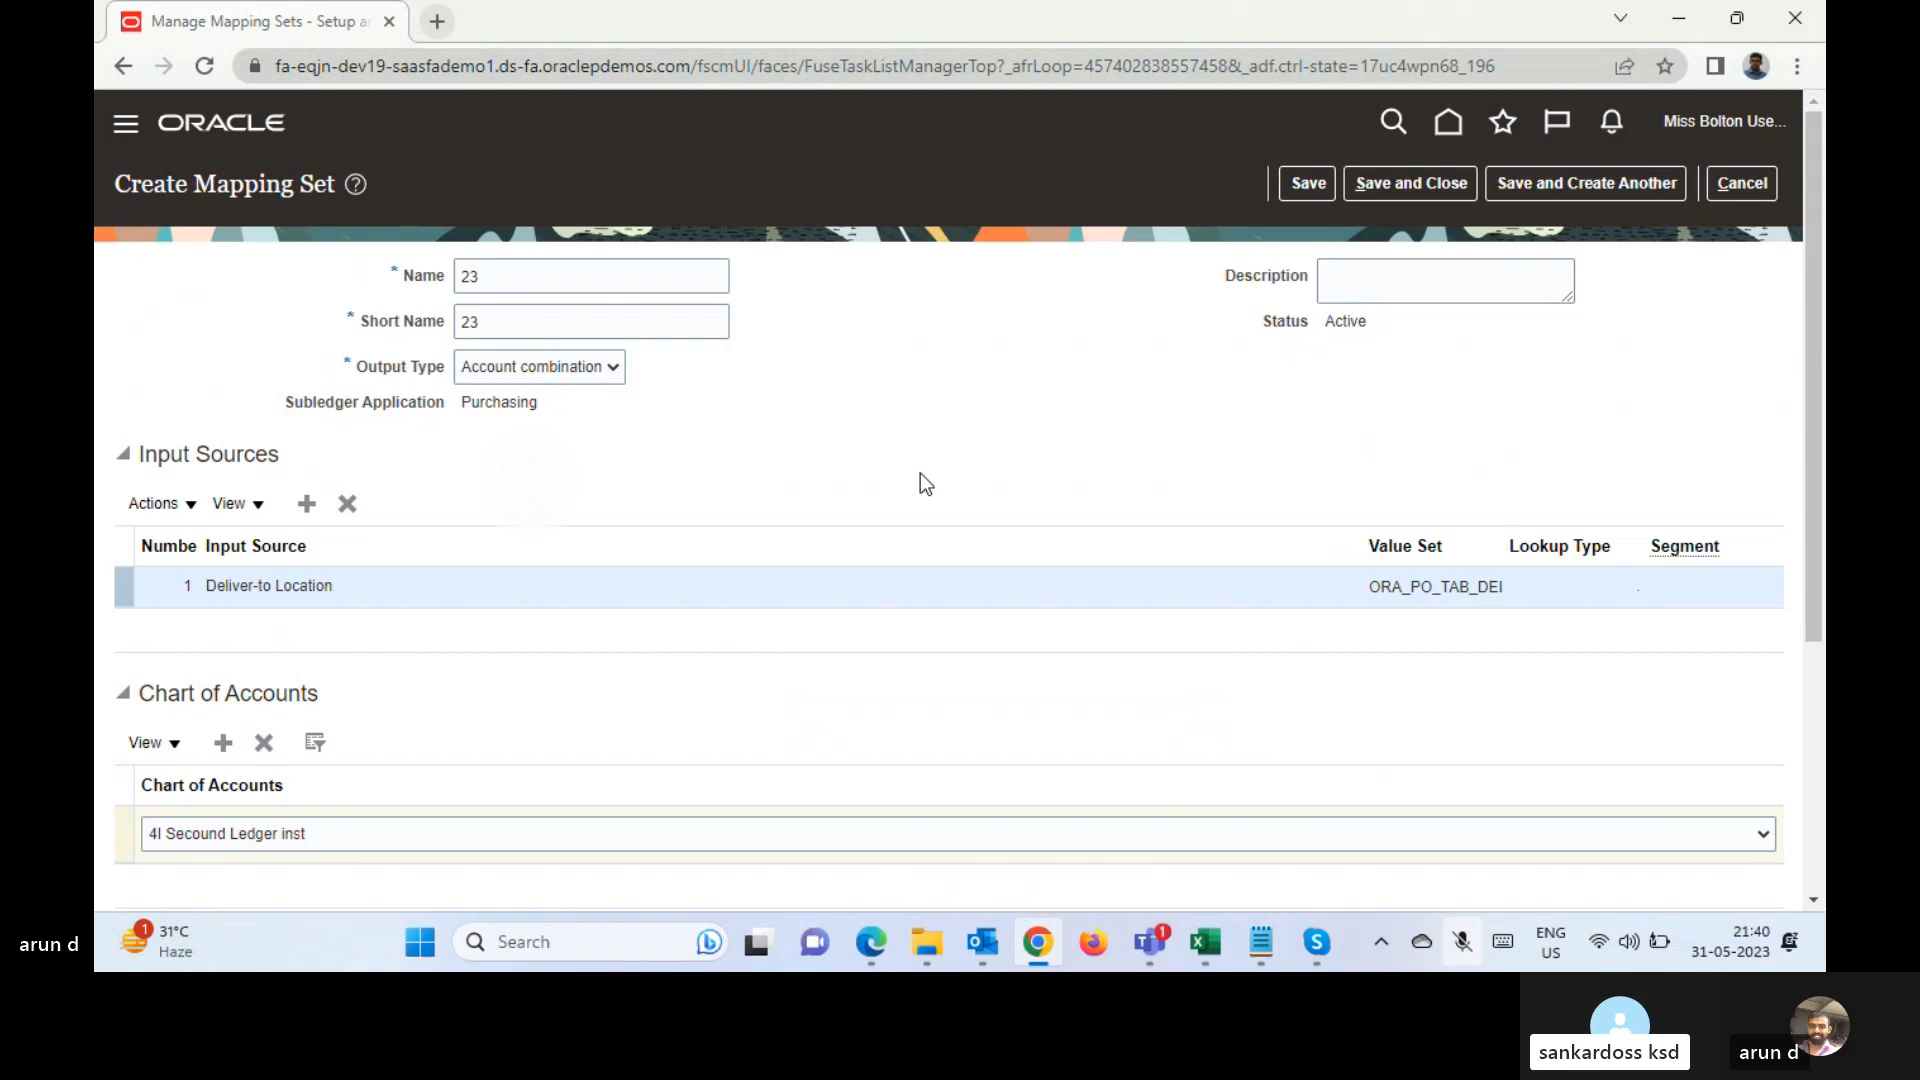 Manage Mapping Sets - Setup a
fa-eqjn-dev19-saasfademo1.ds-fa.oraclepdemos.com/fscmUI/faces/FuseTaskListManagerTop?_afrLoop=457402838557458&_adf.ctrl-state=17uc4wpn68_196
ORACLE
Miss Bolton Use...
Create Mapping Set
Save
Save and Close
Save and Create Another
Cancel
* Name 23
Description
* Short Name 23
Status Active
* Output Type Account combination
Subledger Application Purchasing
Input Sources
Actions View
Numbe Input Source Value Set Lookup Type Segment
1 Deliver-to Location ORA_PO_TAB_DEI
Chart of Accounts
View
Chart of Accounts
4I Secound Ledger inst
arun d
1
31°C
Haze
Search
1
ENG
US
21:40
31-05-2023
sankardoss ksd
arun d